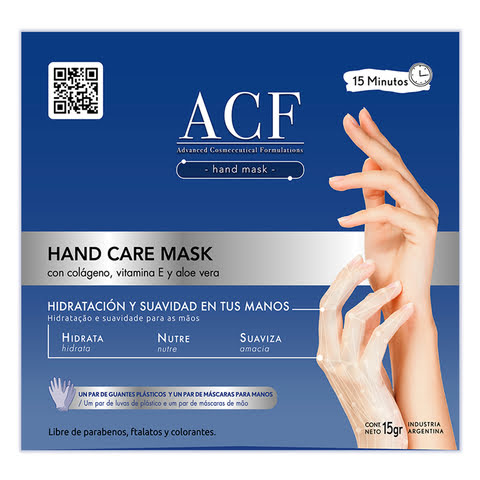 15 Minutos
ACF
Advanced Cosmeceutical Formulations
- hand mask -
HAND CARE MASK
con colágeno, vitamina E y aloe vera
HIDRATACIÓN Y SUAVIDAD EN TUS MANOS
Hidratação e suavidade para as mãos
HIDRATA NUTRE SUAVIZA
hidrata nutre amacia
UN PAR DE GUANTES PLÁSTICOS Y UN PAR DE MÁSCARAS PARA MANOS
/ Um par de luvas de plástico e um par de máscaras de mão
Libre de parabenos, ftalatos y colorantes.
CONT. NETO 15gr
INDUSTRIA ARGENTINA